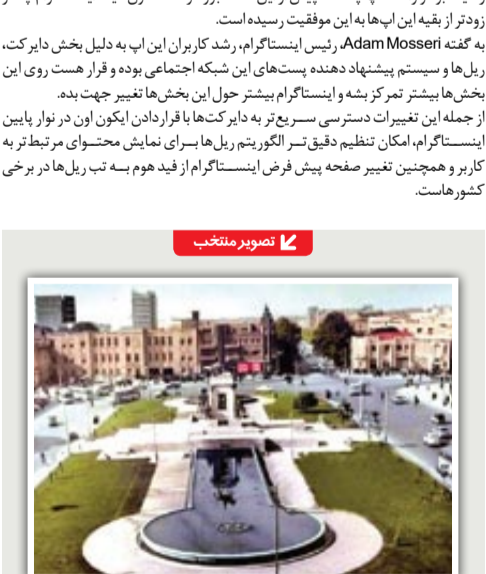 زودتر از بقیه این اپ‌ها به این موفقیت رسیده است.
به گفته Adam Mosseri، رئیس اینستاگرام، رشد کاربران این اپ به دلیل بخش دایرکت،
ریل‌ها و سیستم پیشنهاد دهنده پست‌های این شبکه اجتماعی بوده و قرار هست روی این
بخش‌ها بیشتر تمرکز بشه و اینستاگرام بیشتر حول این بخش‌ها تغییر جهت بده.
از جمله این تغییرات دسترسی سریع‌تر به دایرکت‌ها با قراردادن ایکون اون در نوار پایین
اینستاگرام، امکان تنظیم دقیق‌تر الگوریتم ریل‌ها برای نمایش محتوای مرتبط‌تر به
کاربر و همچنین تغییر صفحه پیش فرض اینستاگرام از فید هوم به تب ریل‌ها در برخی
کشورهاست.
تصویر منتخب